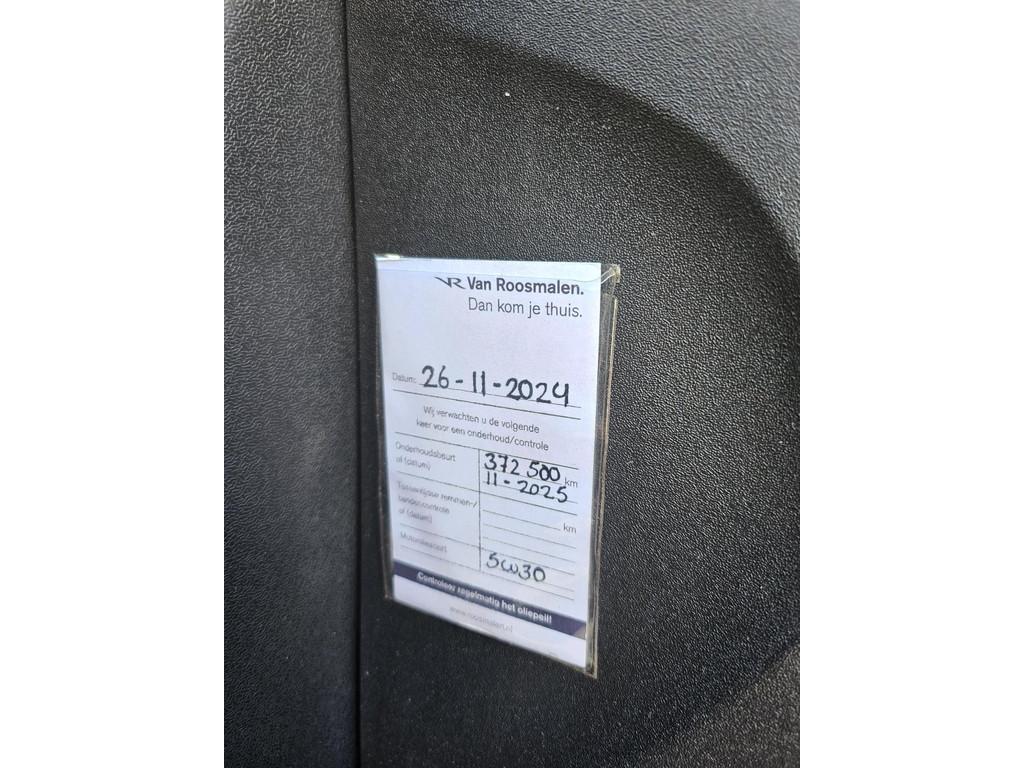 VR Van Roosmalen.
Dan kom je thuis.
Datum: 26-11-2024
Wij verwachten u de volgende
keer voor een onderhoud/controle
Onderhoudsbeurt
of (datum)
372 500 km
11-2025
Tussentijdse remmen-/
bandencontrole
of (datum)
km
Motoroliesoort
5w30
Controleer regelmatig het oliepeil!
www.roosmalen.nl